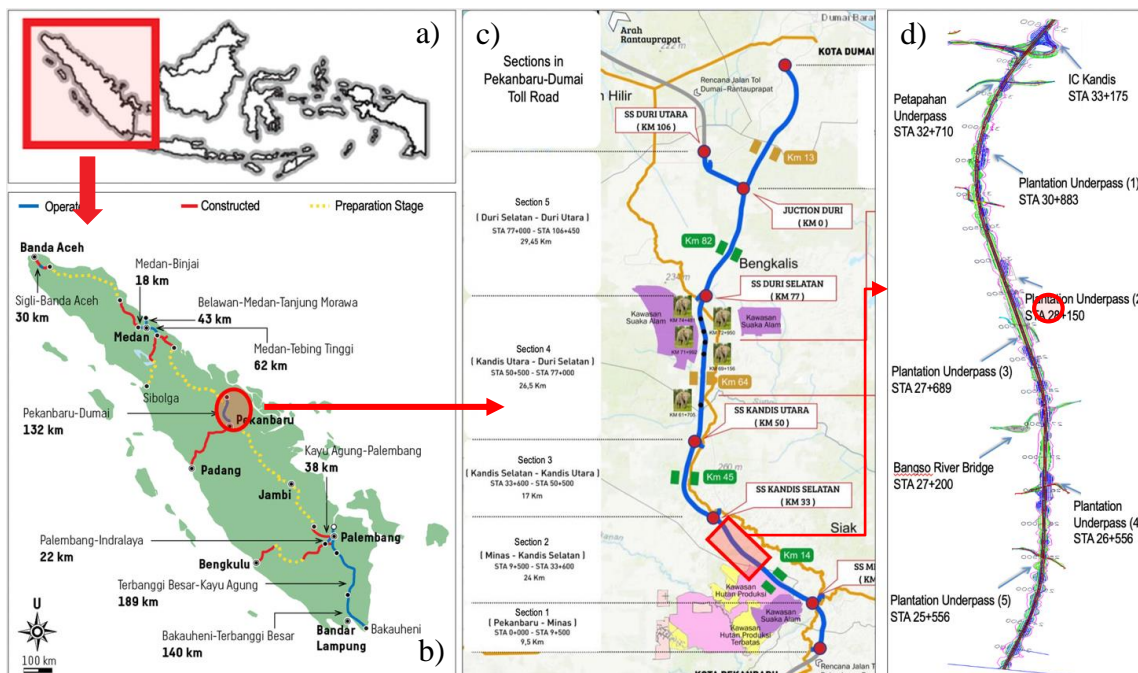 a)
Operate
Constructed
Preparation Stage
Banda Aceh
Medan-Binjai
18 km
Sigli-Banda Aceh
30 km
Belawan-Medan-Tanjung Morawa
43 km
Medan
Medan-Tebing Tinggi
62 km
Sibolga
Pekanbaru-Dumai
132 km
Pekanbaru
Kayu Agung-Palembang
38 km
Padang
Jambi
Palembang-Indralaya
22 km
Palembang
Bengkulu
Terbanggi Besar-Kayu Agung
189 km
Bakauheni-Terbanggi Besar
140 km
Bandar
Lampung
Bakauheni
U
100 km
b)
c)
Sections in
Pekanbaru-Dumai
Toll Road
Section 5
( Duri Selatan - Duri Utara )
STA 77+000 - STA 106+450
29,45 Km
Section 4
(Kandis Utara - Duri Selatan)
STA 50+500 - STA 77+000
26,5 Km
Section 3
(Kandis Selatan - Kandis Utara)
STA 33+600 - STA 50+500
17 Km
Section 2
(Minas - Kandis Selatan)
STA 9+500 - STA 33+600
24 Km
Section 1
( Pekanbaru - Minas )
STA 0+000 - STA 9+500
9,5 Km
Arah
Rantauprapat
222 m
Dumai Barat
KOTA DUMAI
Rencana Jalan Tol
Dumai-Rantauprapat
n Hilir
SS DURI UTARA
( KM 106 )
Km 13
JUCTION DURI
( KM 0 )
Km 82
Bengkalis
234 m
SS DURI SELATAN
( KM 77 )
Kawasan
Suaka Alam
Kawasan
Suaka Alam
Km 64
SS KANDIS UTARA
( KM 50 )
Km 45
260 m
SS KANDIS SELATAN
( KM 33 )
Siak
Km 14
SS M
(KM
Kawasan
Hutan Produksi
Kawasan
Suaka Alam
Kawasan
Hutan Produksi
Terbatas
KOTA PEKANBARU
Rencana Jalan Tol
d)
IC Kandis
STA 33+175
Petapahan
Underpass
STA 32+710
Plantation Underpass (1)
STA 30+883
Plantation Underpass (2
STA 28+150
Plantation Underpass (3)
STA 27+689
Bangso River Bridge
STA 27+200
Plantation
Underpass (4
STA 26+556
Plantation Underpass (5)
STA 25+556